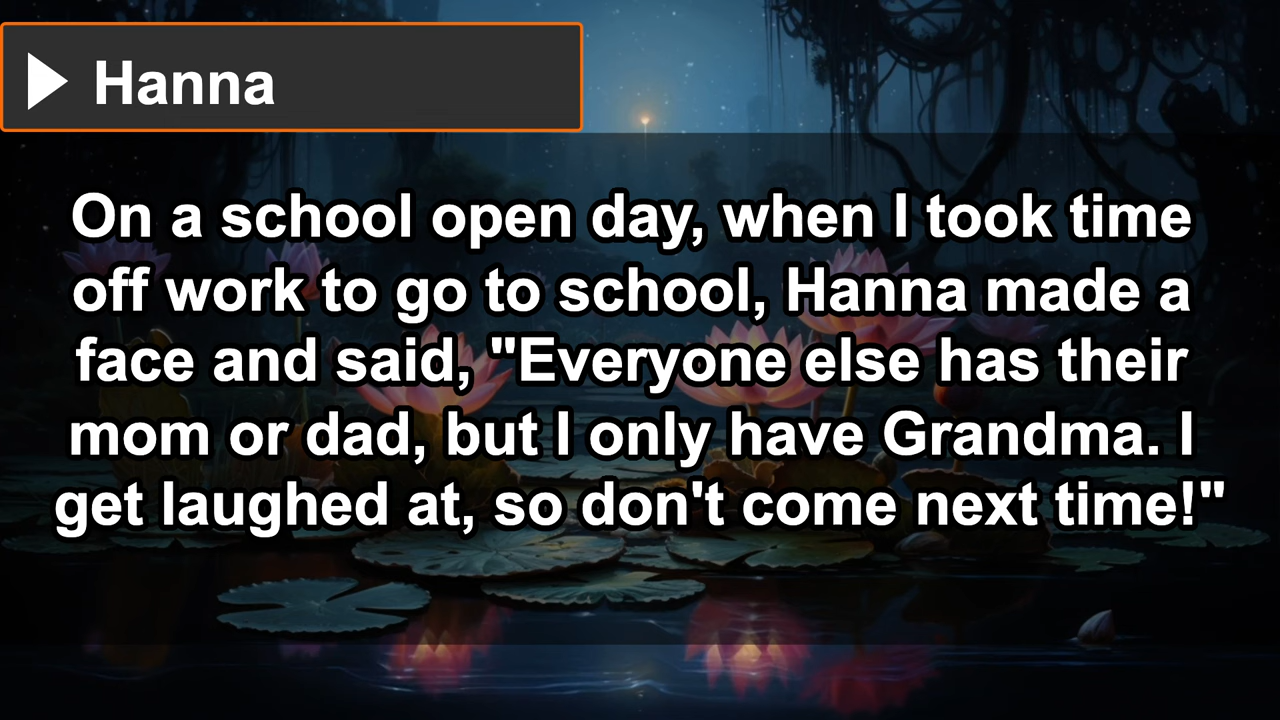 Hanna
On a school open day, when I took time
off work to go to school, Hanna made a
face and said, "Everyone else has their
mom or dad, but I only have Grandma. I
get laughed at, so don't come next time!"